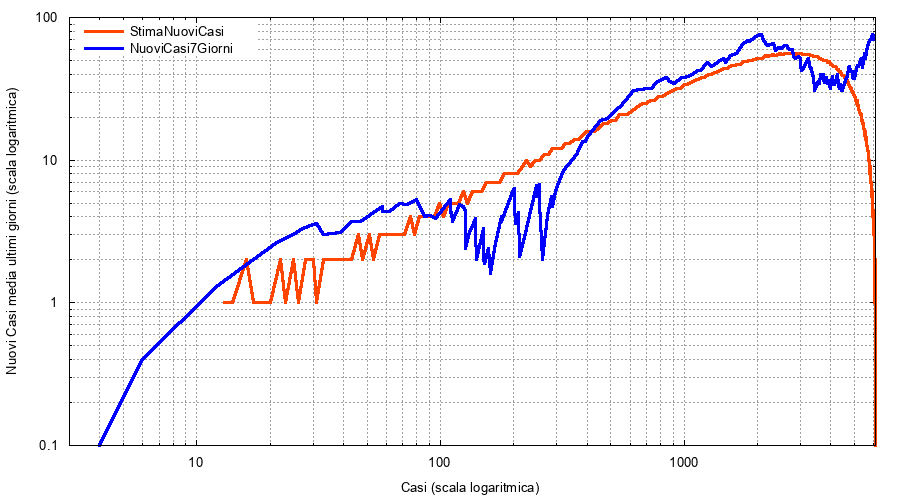 100
10
1
0.1
StimaNuoviCasi
NuoviCasi7Giorni
Nuovi Casi media ultimi giorni (scala logaritmica)
10
100
1000
Casi (scala logaritmica)